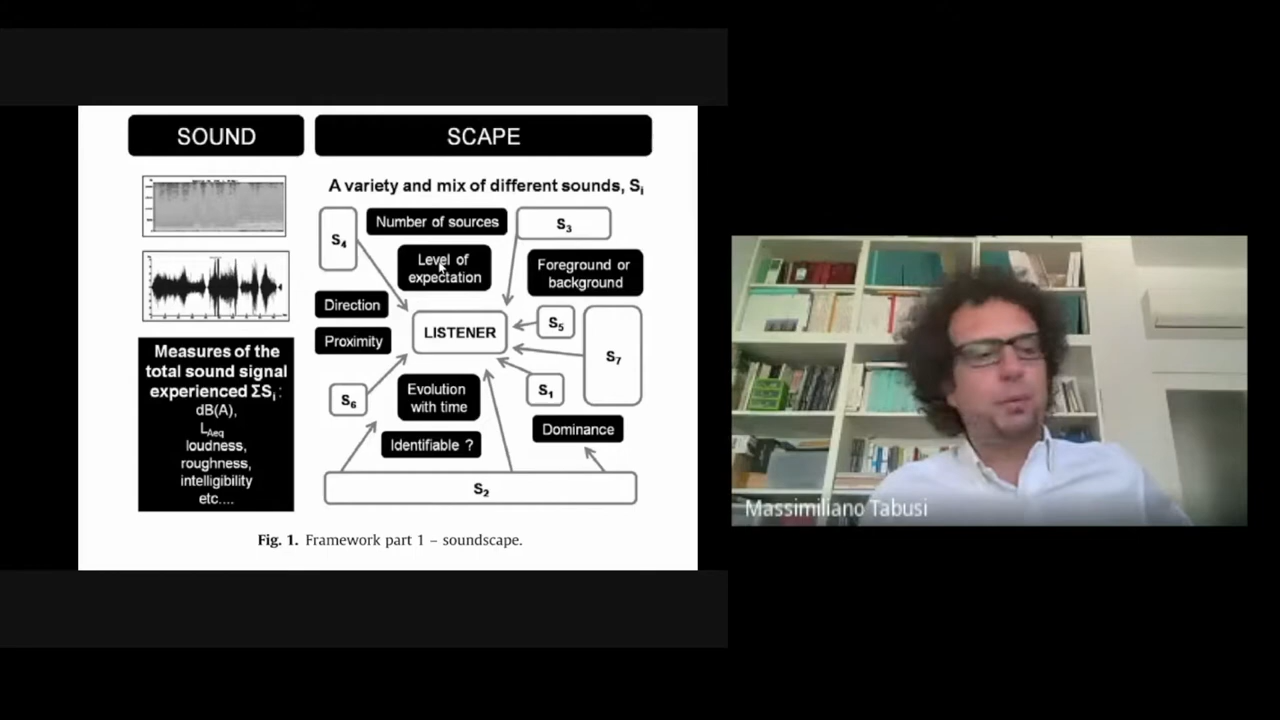 SOUND
SCAPE
A variety and mix of different sounds, Si
S4
Number of sources
S3
Level of
expectation
Foreground or
background
Direction
Proximity
LISTENER
S5
S7
S6
Evolution
with time
S1
Identifiable ?
Dominance
S2
Measures of the
total sound signal
experienced ΣSi:
dB(A),
LAeq
loudness,
roughness,
intelligibility
etc....
Fig. 1. Framework part 1 – soundscape.
Massimiliano Tabusi